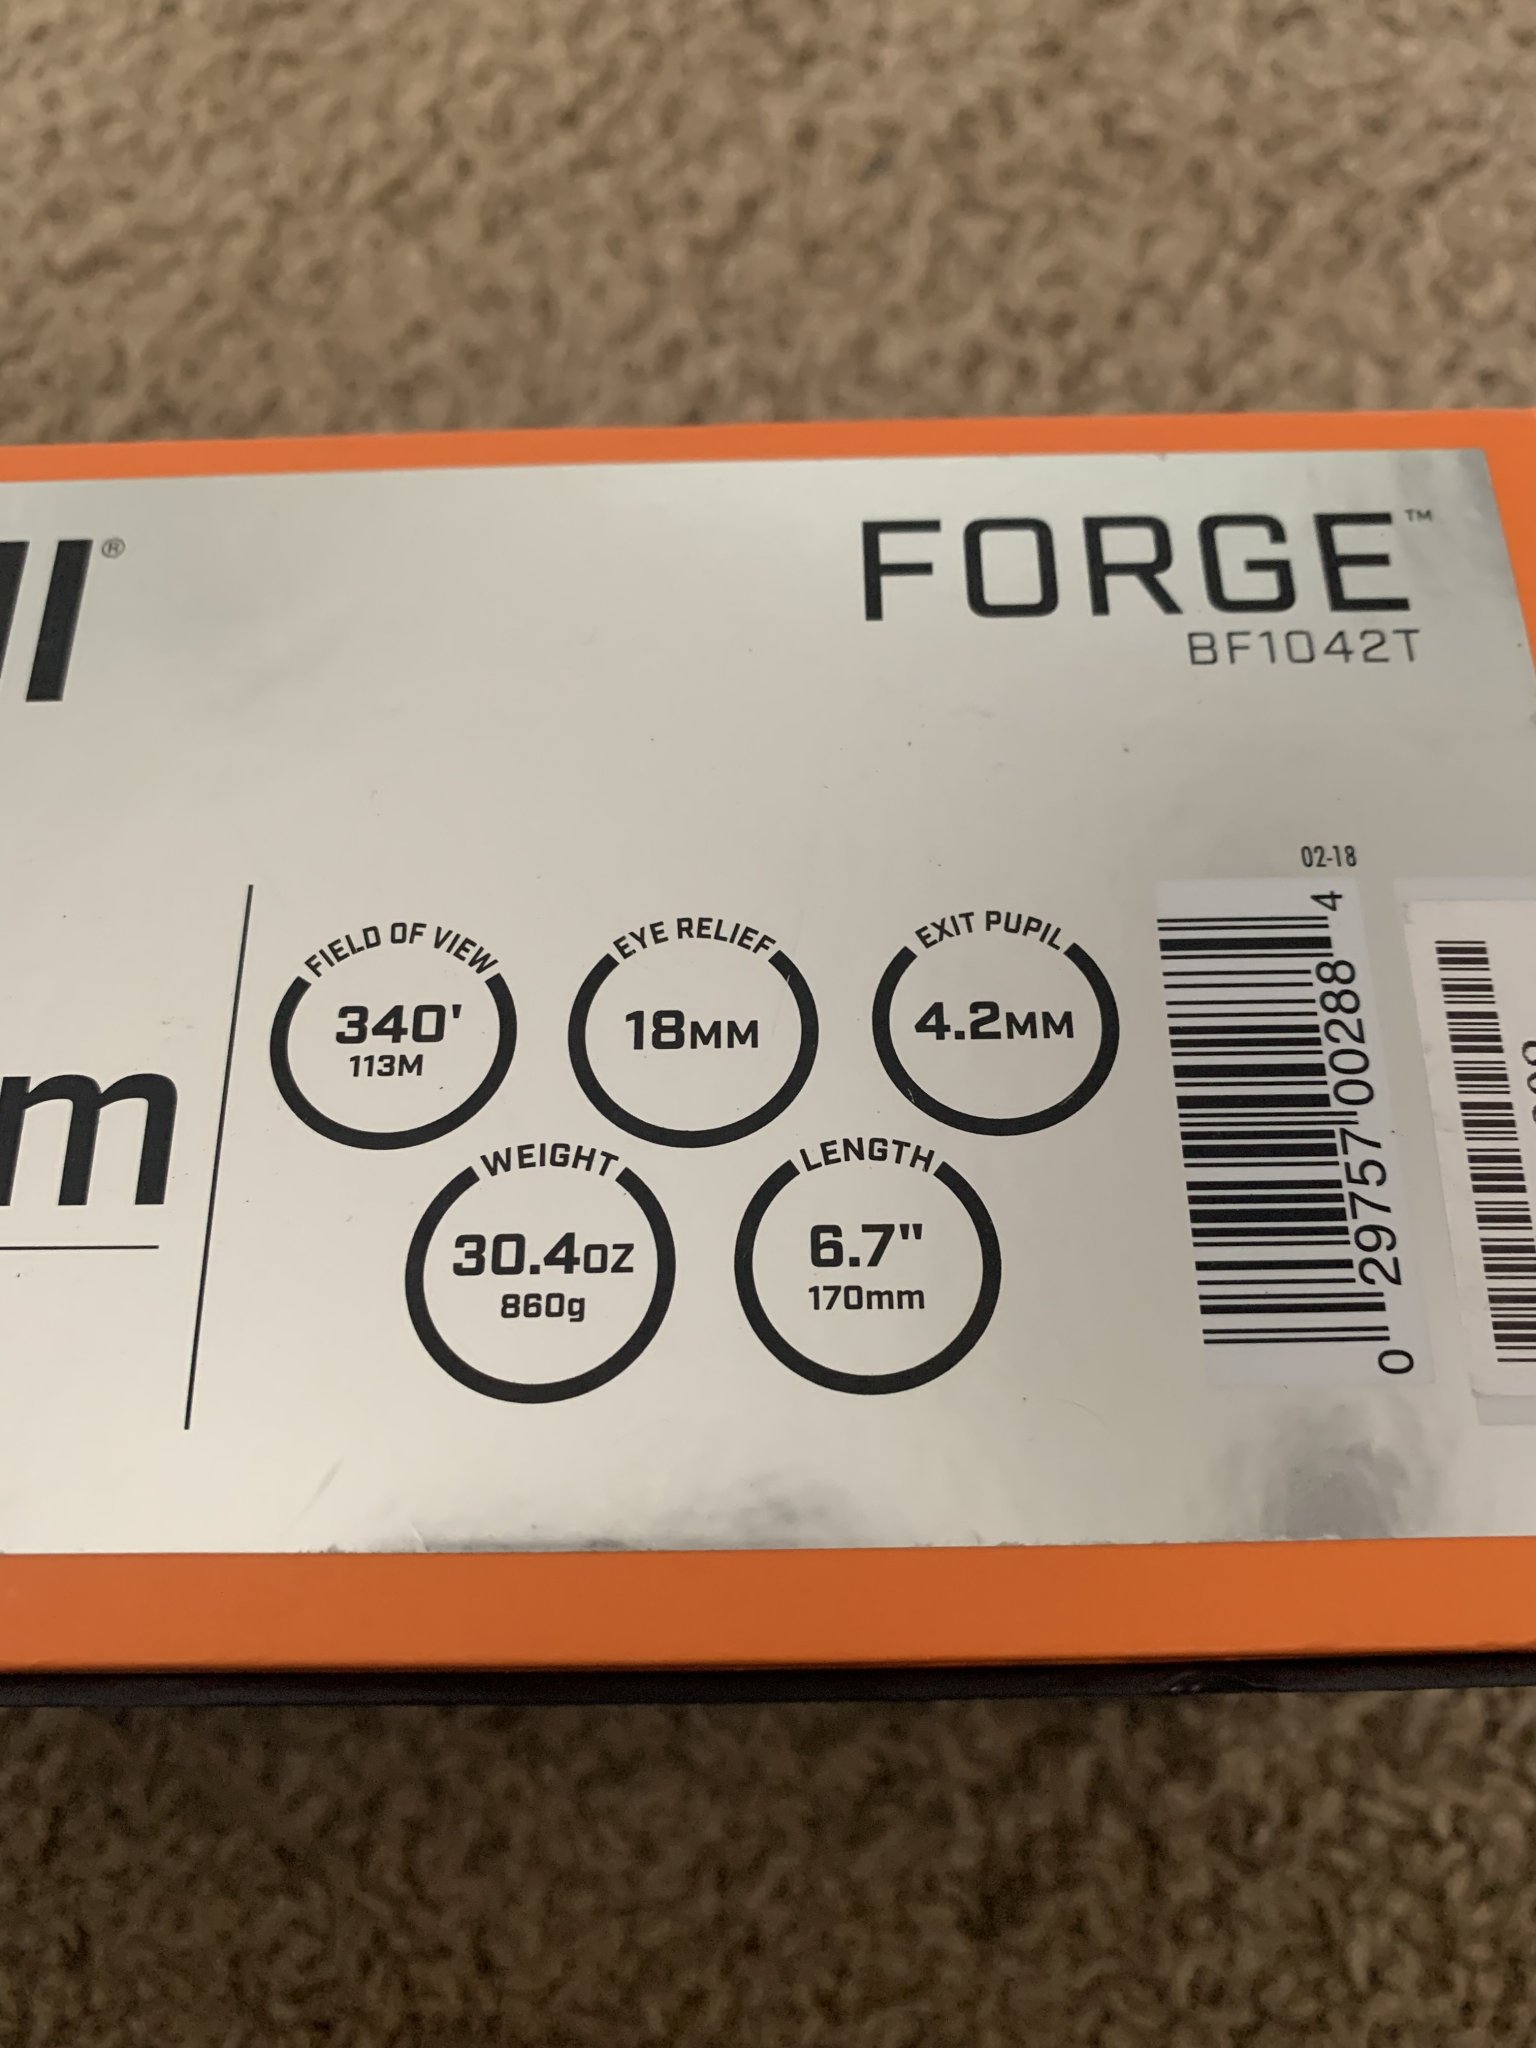 ll®
FORGE™
BF1042T
02-18
m
FIELD OF VIEW
340'
113M
EYE RELIEF
18MM
EXIT PUPIL
4.2MM
WEIGHT
30.4OZ
860g
LENGTH
6.7"
170mm
0 29757 00288 4